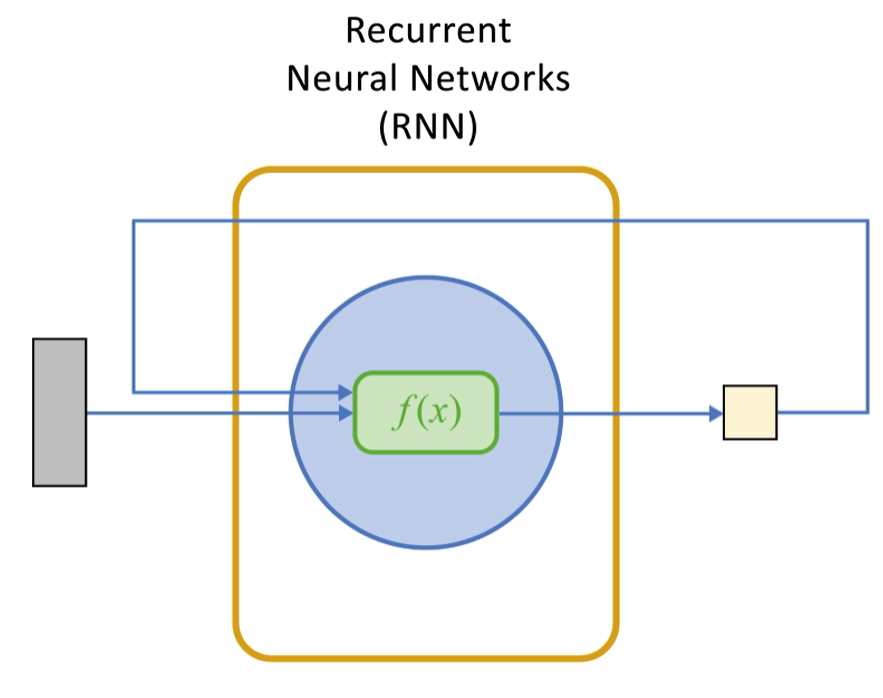 Recurrent
Neural Networks
(RNN)
f(x)